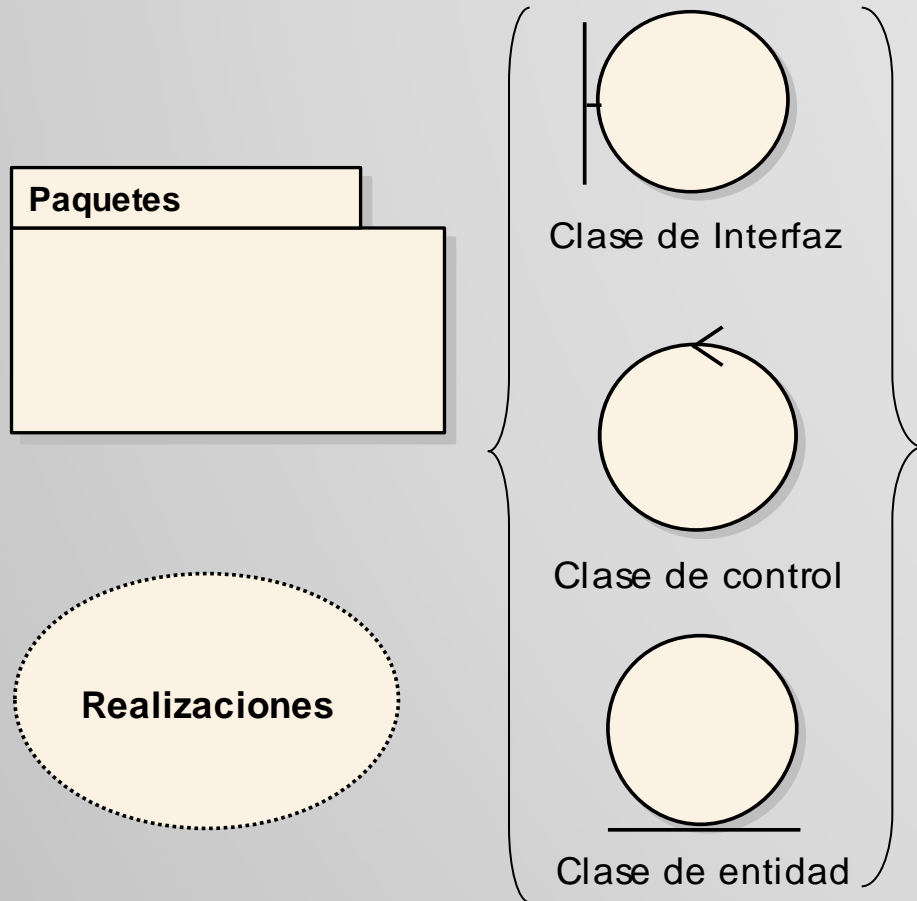 Paquetes
Realizaciones
Clase de Interfaz
Clase de control
Clase de entidad